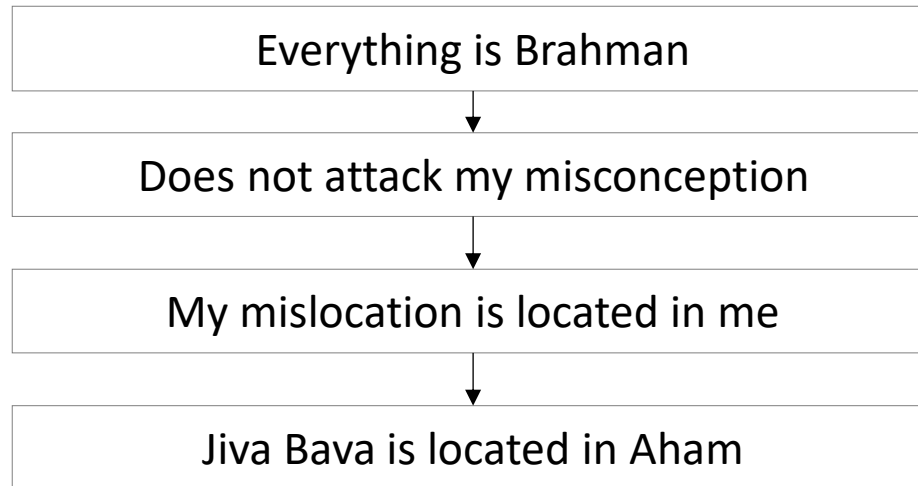 Everything is Brahman
Does not attack my misconception
My mislocation is located in me
Jiva Bava is located in Aham